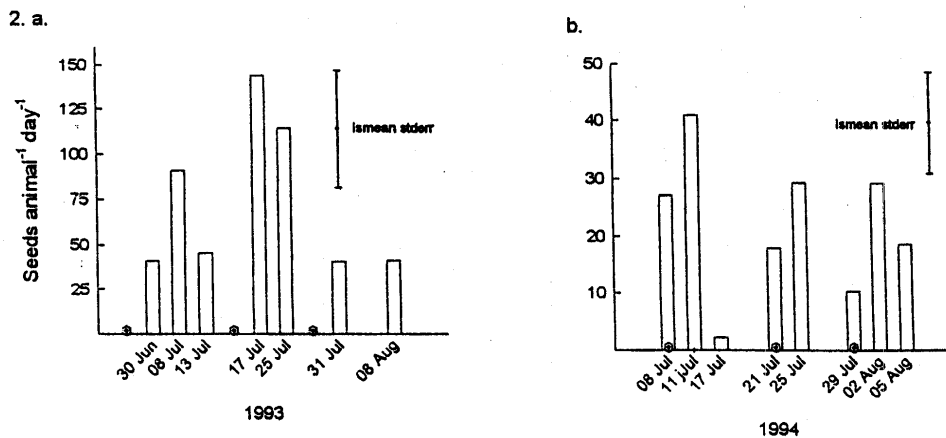 2. a.
150
125
100
75
50
25
Seeds animal⁻¹ day⁻¹
lsmean stderr
30 Jun
08 Jul
13 Jul
17 Jul
25 Jul
31 Jul
08 Aug
1993
b.
50
40
30
20
10
lsmean stderr
08 Jul
11 jJul
17 Jul
21 Jul
25 Jul
29 Jul
02 Aug
05 Aug
1994